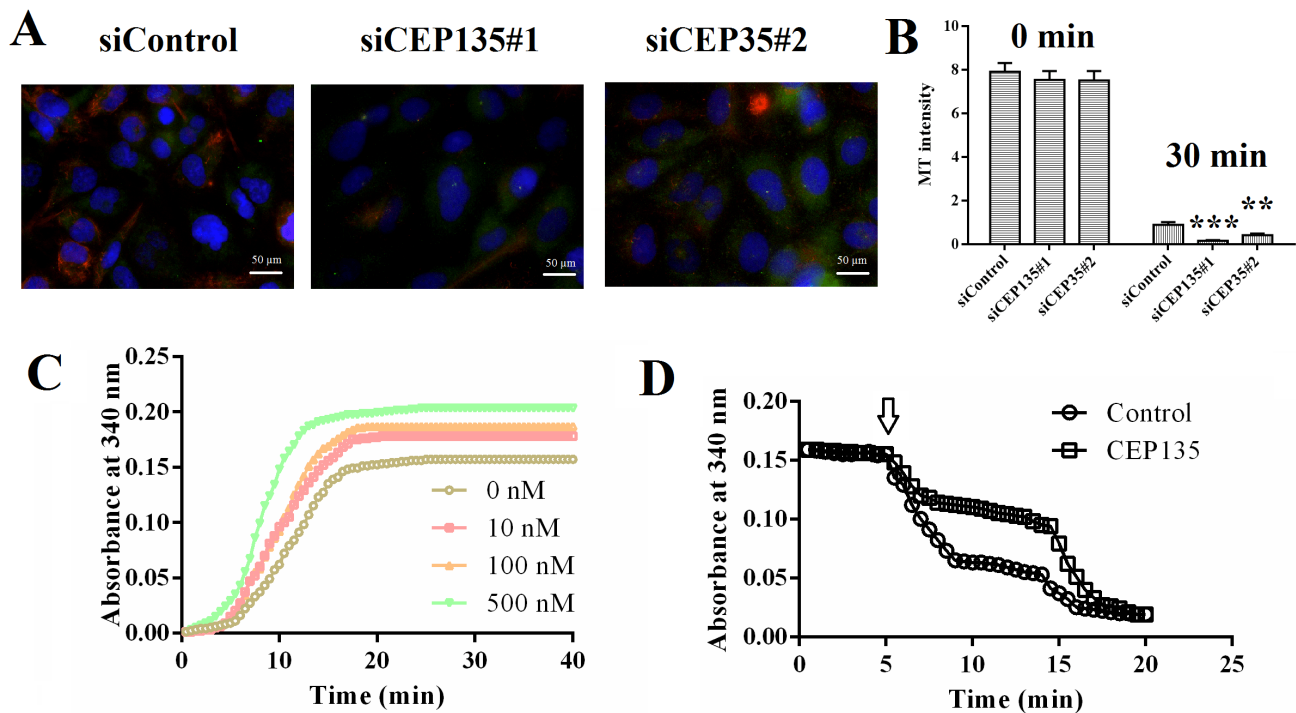 A
siControl
siCEP135#1
siCEP35#2
50 μm
50 μm
50 μm
B
0 min
30 min
MT intensity
10
8
6
4
2
0
***
**
siControl
siCEP135#1
siCEP35#2
siControl
siCEP135#1
siCEP35#2
C
Absorbance at 340 nm
0.25
0.20
0.15
0.10
0.05
0.00
0 nM
10 nM
100 nM
500 nM
0 10 20 30 40
Time (min)
D
Absorbance at 340 nm
0.20
0.15
0.10
0.05
0.00
Control
CEP135
0 5 10 15 20 25
Time (min)